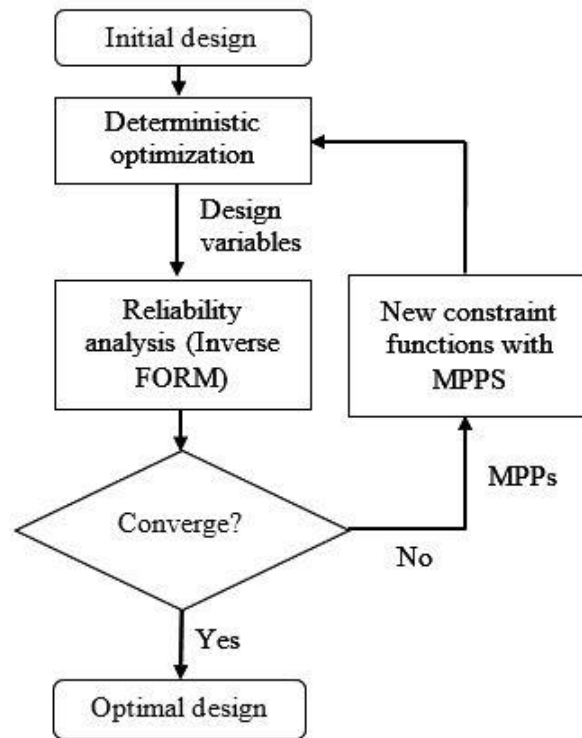 Initial design
Deterministic
optimization
Design
variables
Reliability
analysis (Inverse
FORM)
New constraint
functions with
MPPS
MPPs
Converge?
No
Yes
Optimal design